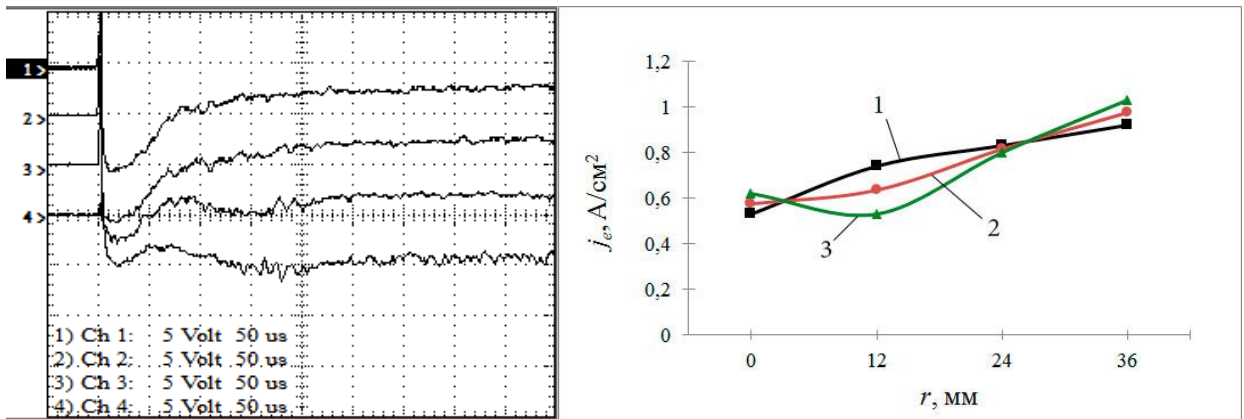 1>
2>
3>
4>
1) Ch 1: 5 Volt 50 us
2) Ch 2: 5 Volt 50 us
3) Ch 3: 5 Volt 50 us
4) Ch 4: 5 Volt 50 us
1,2
1
0,8
0,6
0,4
0,2
0
jₑ, А/см²
1
2
3
0 12 24 36
r, мм